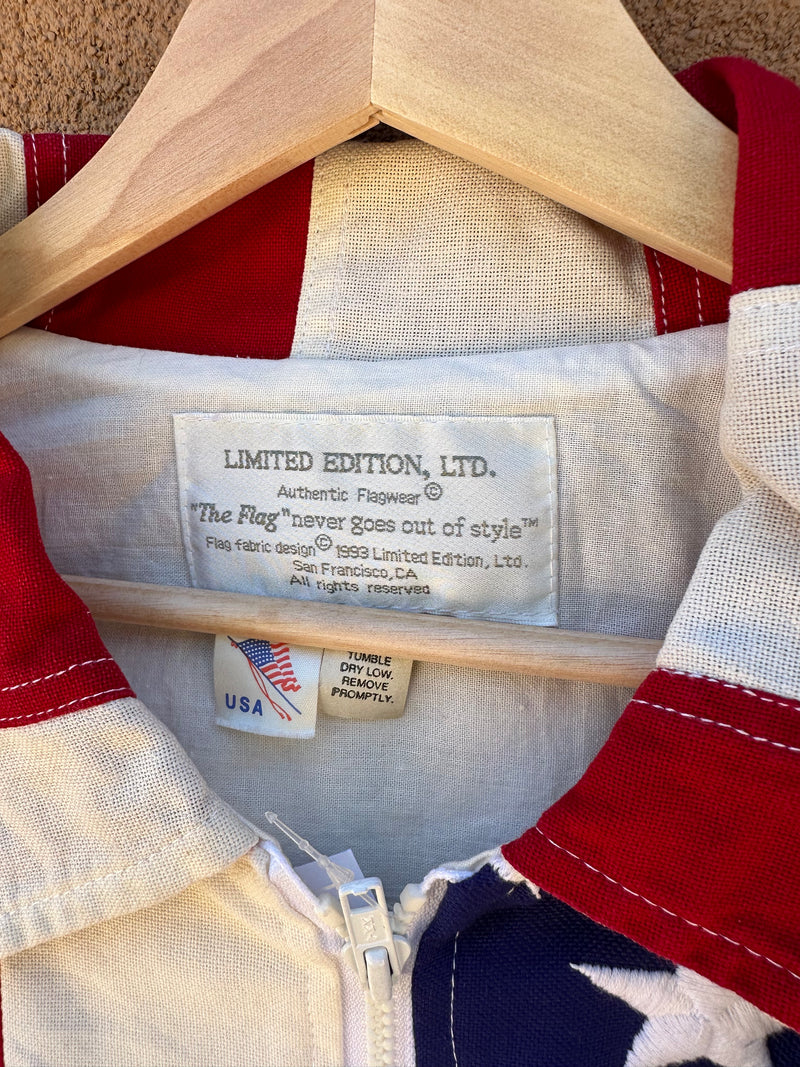 LIMITED EDITION, LTD.
Authentic Flagwear©
"The Flag" never goes out of style™
Flag fabric design© 1993 Limited Edition, Ltd.
San Francisco, CA
All rights reserved
USA
TUMBLE
DRY LOW.
REMOVE
PROMPTLY.